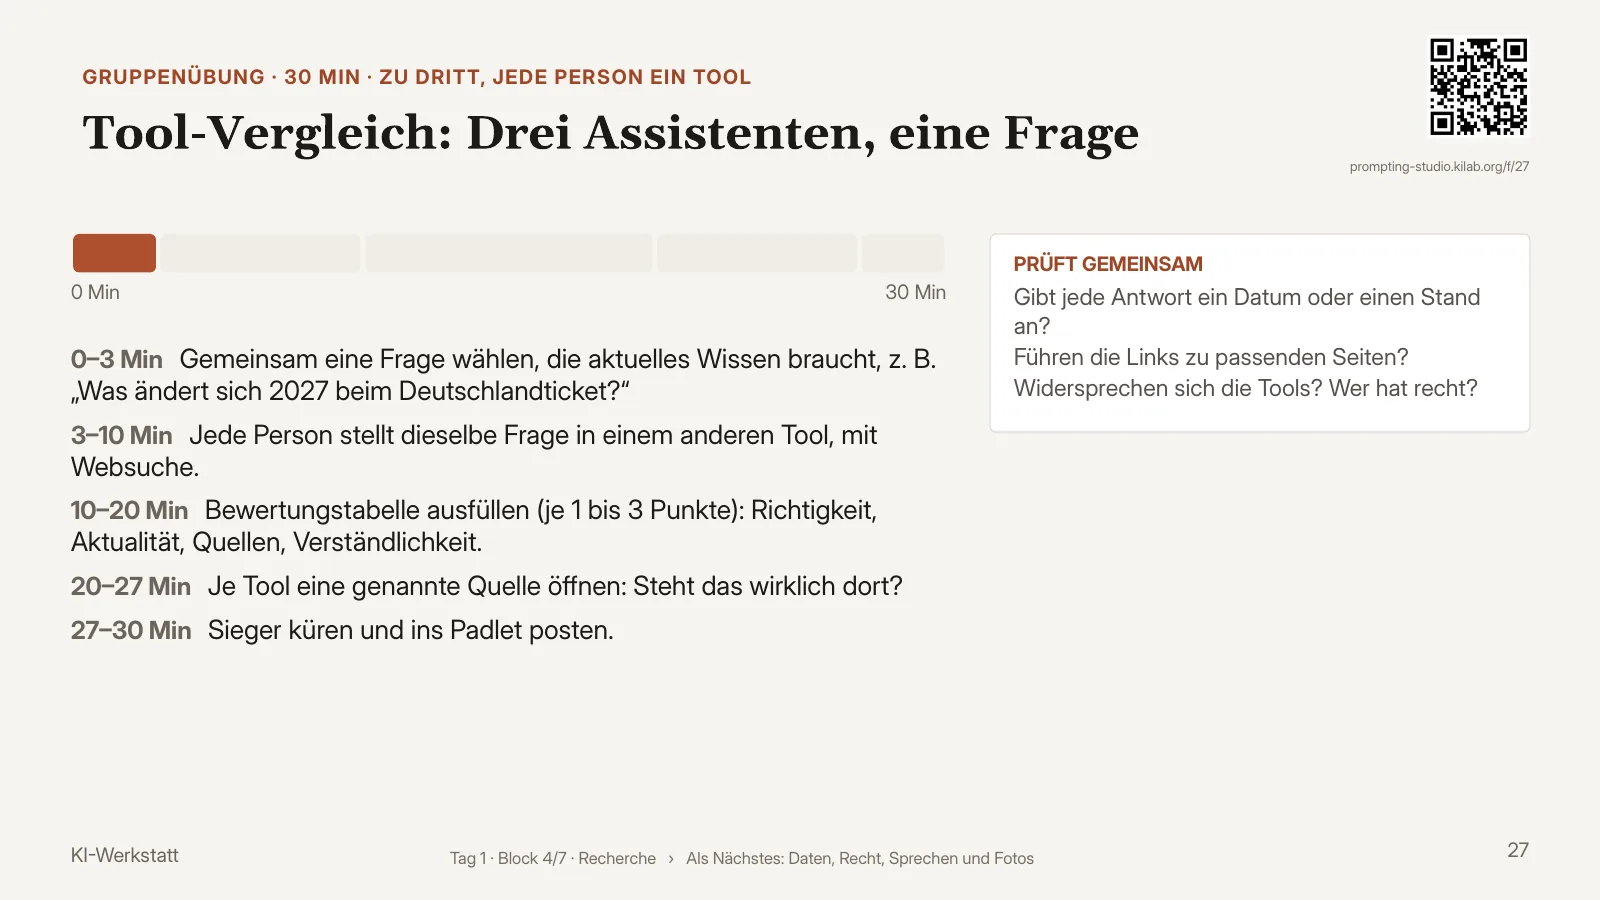 GRUPPENÜBUNG · 30 MIN · ZU DRITT, JEDE PERSON EIN TOOL
Tool-Vergleich: Drei Assistenten, eine Frage
prompting-studio.kilab.org/f/27
0 Min
30 Min
0–3 Min Gemeinsam eine Frage wählen, die aktuelles Wissen braucht, z. B.
„Was ändert sich 2027 beim Deutschlandticket?“
3–10 Min Jede Person stellt dieselbe Frage in einem anderen Tool, mit
Websuche.
10–20 Min Bewertungstabelle ausfüllen (je 1 bis 3 Punkte): Richtigkeit,
Aktualität, Quellen, Verständlichkeit.
20–27 Min Je Tool eine genannte Quelle öffnen: Steht das wirklich dort?
27–30 Min Sieger küren und ins Padlet posten.
PRÜFT GEMEINSAM
Gibt jede Antwort ein Datum oder einen Stand
an?
Führen die Links zu passenden Seiten?
Widersprechen sich die Tools? Wer hat recht?
KI-Werkstatt
Tag 1 · Block 4/7 · Recherche › Als Nächstes: Daten, Recht, Sprechen und Fotos
27